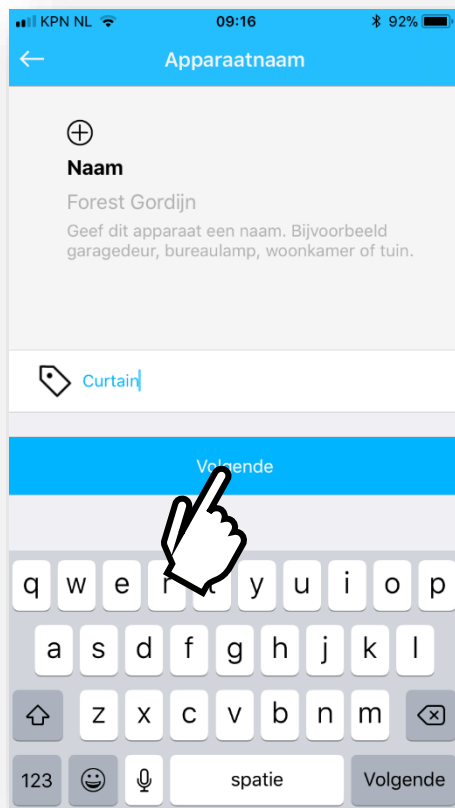 KPN NL 09:16 92%
Apparaatnaam
Naam
Forest Gordijn
Geef dit apparaat een naam. Bijvoorbeeld
garagedeur, bureaulamp, woonkamer of tuin.
Curtain
Volgende
q w e r t y u i o p
a s d f g h j k l
z x c v b n m
123 spatie Volgende